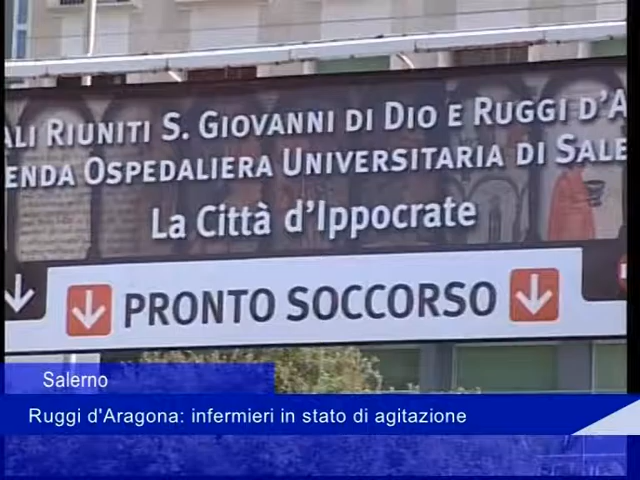 ALI RIUNITI S. GIOVANNI DI DIO E RUGGI D'A
ENDA OSPEDALIERA UNIVERSITARIA DI SALE
La Città d'Ippocrate
PRONTO SOCCORSO
Salerno
Ruggi d'Aragona: infermieri in stato di agitazione